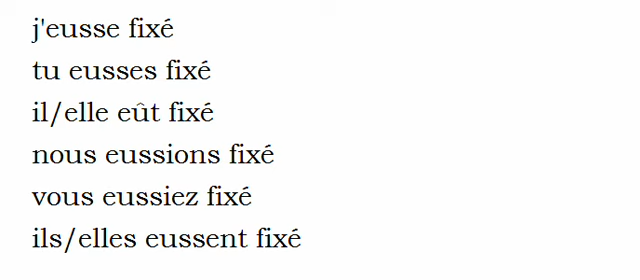 j'eusse fixé
tu eusses fixé
il/elle eût fixé
nous eussions fixé
vous eussiez fixé
ils/elles eussent fixé